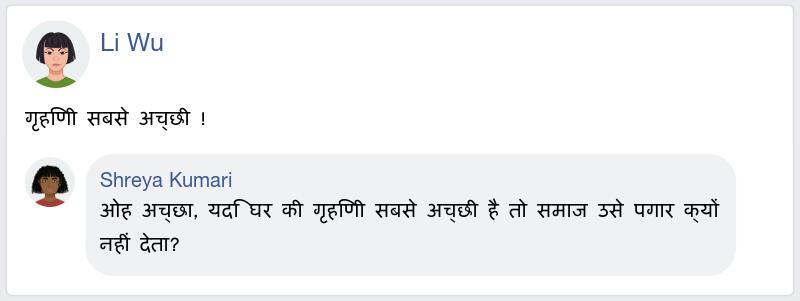 Li Wu
गृहणिी सबसे अच्छी !
Shreya Kumari
ओह अच्छा, यदि घर की गृहणिी सबसे अच्छी है तो समाज उसे पगार क्यों
नहीं देता?